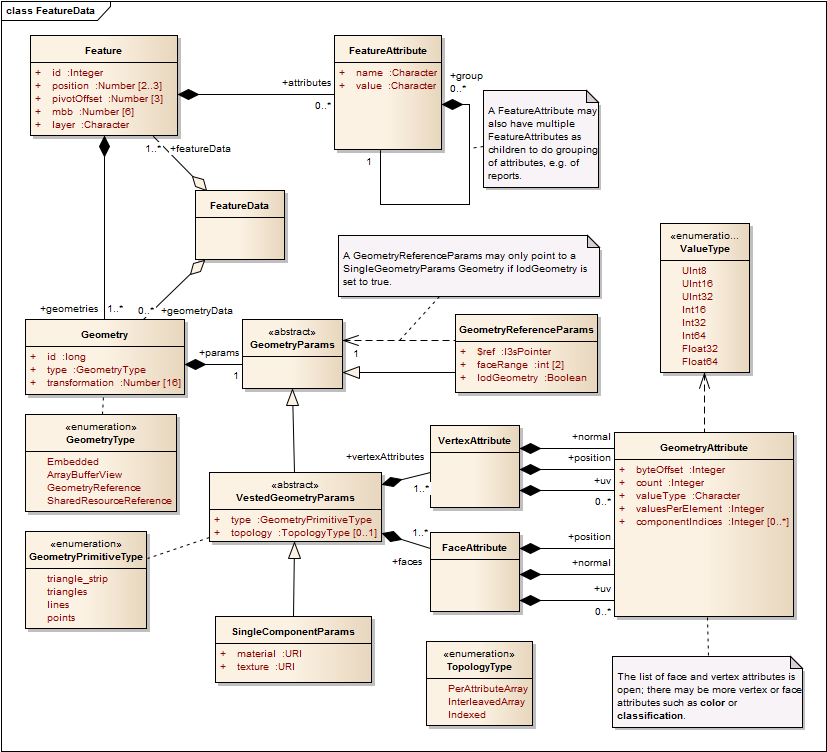 class FeatureData
Feature
+ id :Integer
+ position :Number [2..3]
+ pivotOffset :Number [3]
+ mbb :Number [6]
+ layer :Character
+attributes
0..*
FeatureAttribute
+ name :Character
+ value :Character
+group
0..*
1
A FeatureAttribute may
also have multiple
FeatureAttributes as
children to do grouping
of attributes, e.g. of
reports.
1..*
+featureData
FeatureData
+geometries
1..*
0..*
+geometryData
A GeometryReferenceParams may only point to a
SingleGeometryParams Geometry if lodGeometry is
set to true.
«enumeratio...
ValueType
UInt8
UInt16
UInt32
Int16
Int32
Int64
Float32
Float64
Geometry
+ id :long
+ type :GeometryType
+ transformation :Number [16]
+params
1
«abstract»
GeometryParams
1
GeometryReferenceParams
+ $ref :I3sPointer
+ faceRange :int [2]
+ lodGeometry :Boolean
«enumeration»
GeometryType
Embedded
ArrayBufferView
GeometryReference
SharedResourceReference
«abstract»
VestedGeometryParams
+ type :GeometryPrimitiveType
+ topology :TopologyType [0..1]
+vertexAttributes
1..*
VertexAttribute
+normal
+position
+uv
0..*
GeometryAttribute
+ byteOffset :Integer
+ count :Integer
+ valueType :Character
+ valuesPerElement :Integer
+ componentIndices :Integer [0..*]
«enumeration»
GeometryPrimitiveType
triangle_strip
triangles
lines
points
1..*
+faces
FaceAttribute
+position
+normal
+uv
0..*
SingleComponentParams
+ material :URI
+ texture :URI
«enumeration»
TopologyType
PerAttributeArray
InterleavedArray
Indexed
The list of face and vertex attributes is
open; there may be more vertex or face
attributes such as color or
classification.